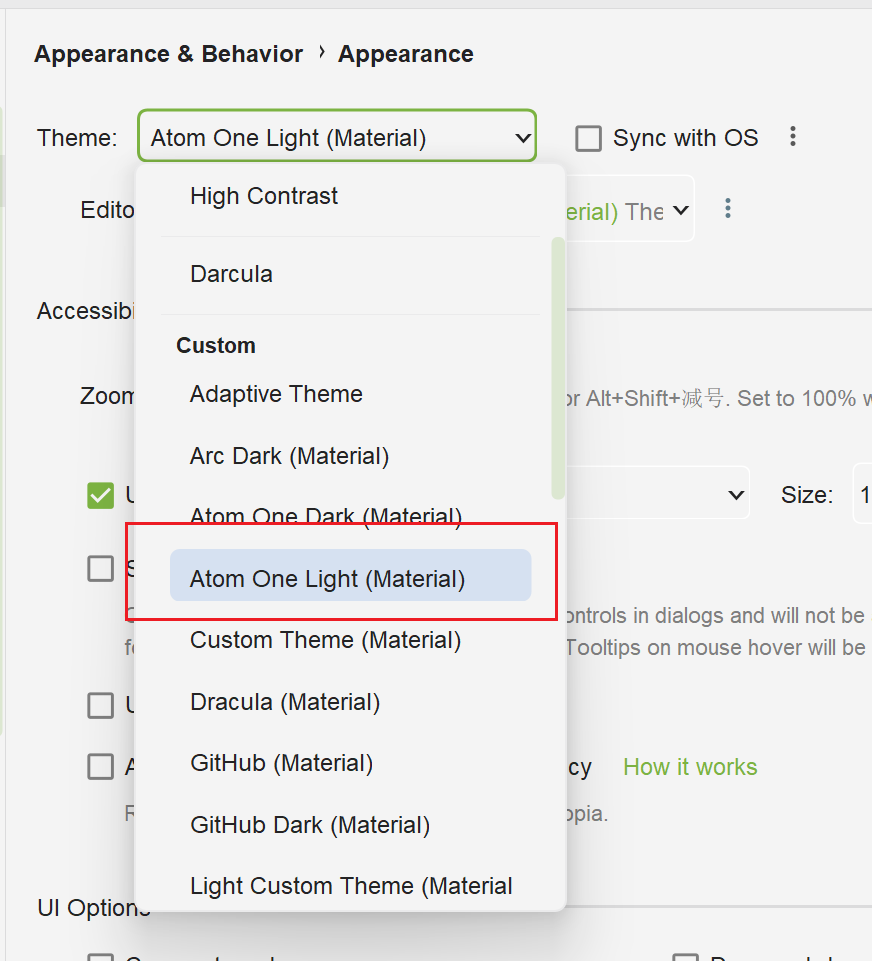 Appearance & Behavior › Appearance
Theme: Atom One Light (Material) Sync with OS
High Contrast
Edito erial) The
Darcula
Accessibi
Custom
Adaptive Theme
Zoom or Alt+Shift+减号. Set to 100% w
Arc Dark (Material)
U Size: 1
Atom One Dark (Material)
S
Atom One Light (Material)
ontrols in dialogs and will not be
Custom Theme (Material)
fo Tooltips on mouse hover will be
Dracula (Material)
U
GitHub (Material)
A cy How it works
R opia.
GitHub Dark (Material)
Light Custom Theme (Material
UI Options